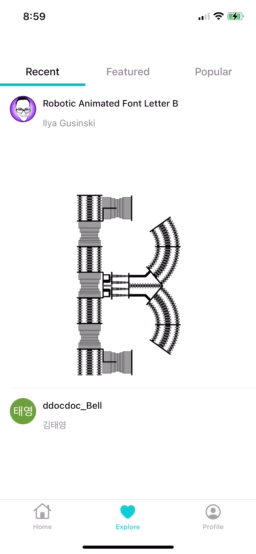 8:59
Recent Featured Popular
Robotic Animated Font Letter B
Ilya Gusinski
태영
ddocdoc_Bell
김태영
Home Explore Profile